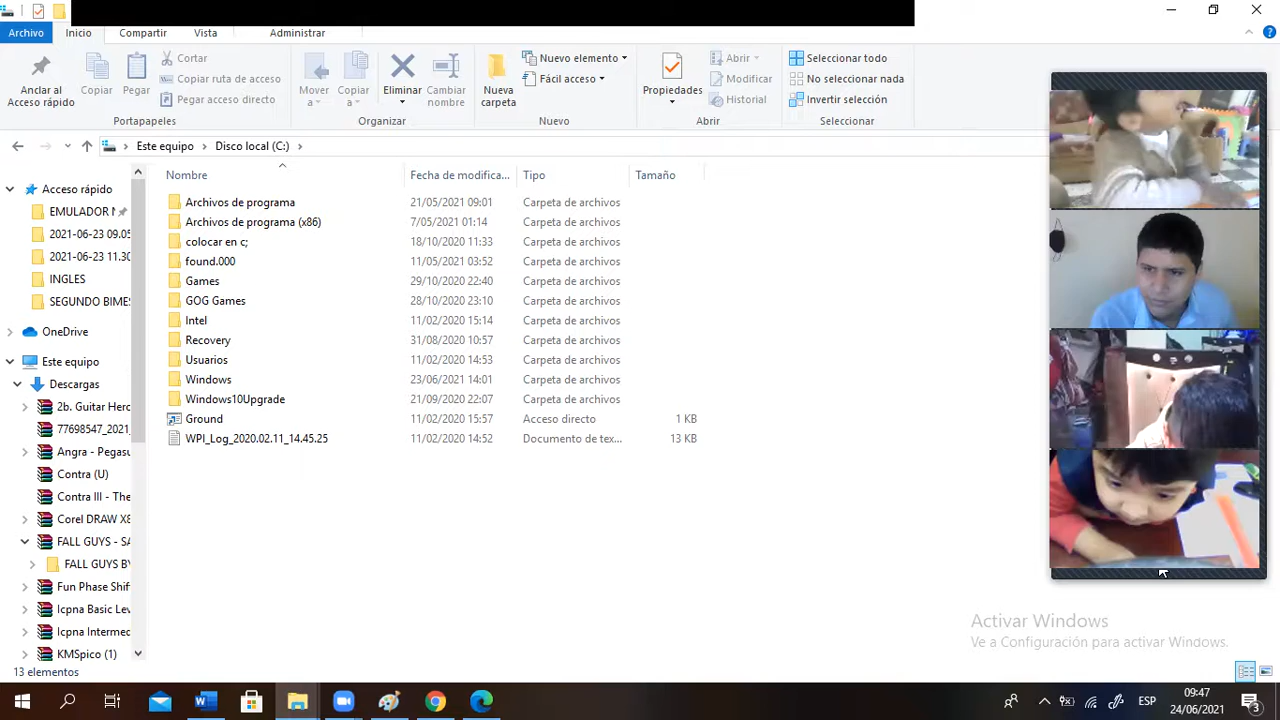 Archivo Inicio Compartir Vista Administrar
Anclar al Acceso rápido
Copiar
Pegar
Cortar
Copiar ruta de acceso
Pegar acceso directo
Mover a
Copiar a
Eliminar
Cambiar nombre
Nueva carpeta
Nuevo elemento
Fácil acceso
Propiedades
Abrir
Modificar
Historial
Seleccionar todo
No seleccionar nada
Invertir selección
Portapapeles Organizar Nuevo Abrir Seleccionar
Este equipo > Disco local (C:) >
Nombre Fecha de modifica... Tipo Tamaño
Acceso rápido
EMULADOR
2021-06-23 09.05
2021-06-23 11.30
INGLES
SEGUNDO BIMES
OneDrive
Este equipo
Descargas
2b. Guitar Hero
77698547_2021_
Angra - Pegasu
Contra (U)
Contra III - The
Corel DRAW X8
FALL GUYS - SA
FALL GUYS BY
Fun Phase Shift
Icpna Basic Lev
Icpna Intermed
KMSpico (1)
Archivos de programa 21/05/2021 09:01 Carpeta de archivos
Archivos de programa (x86) 7/05/2021 01:14 Carpeta de archivos
colocar en c; 18/10/2020 11:33 Carpeta de archivos
found.000 11/05/2021 03:52 Carpeta de archivos
Games 29/10/2020 22:40 Carpeta de archivos
GOG Games 28/10/2020 23:10 Carpeta de archivos
Intel 11/02/2020 15:14 Carpeta de archivos
Recovery 31/08/2020 10:57 Carpeta de archivos
Usuarios 11/02/2020 14:53 Carpeta de archivos
Windows 23/06/2021 14:01 Carpeta de archivos
Windows10Upgrade 21/09/2020 22:07 Carpeta de archivos
Ground 11/02/2020 15:57 Acceso directo 1 KB
WPI_Log_2020.02.11_14.45.25 11/02/2020 14:52 Documento de tex... 13 KB
Activar Windows
Ve a Configuración para activar Windows.
13 elementos
ESP
09:47
24/06/2021
3